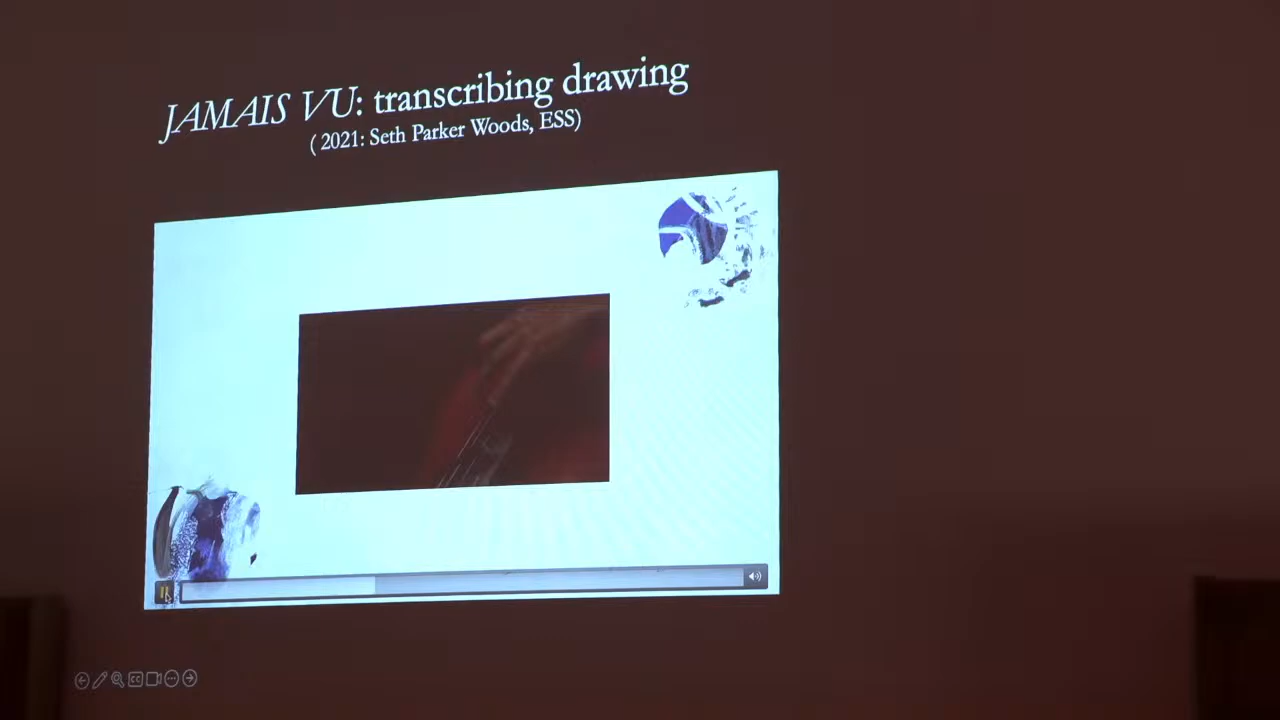 JAMAIS VU: transcribing drawing
( 2021: Seth Parker Woods, ESS)